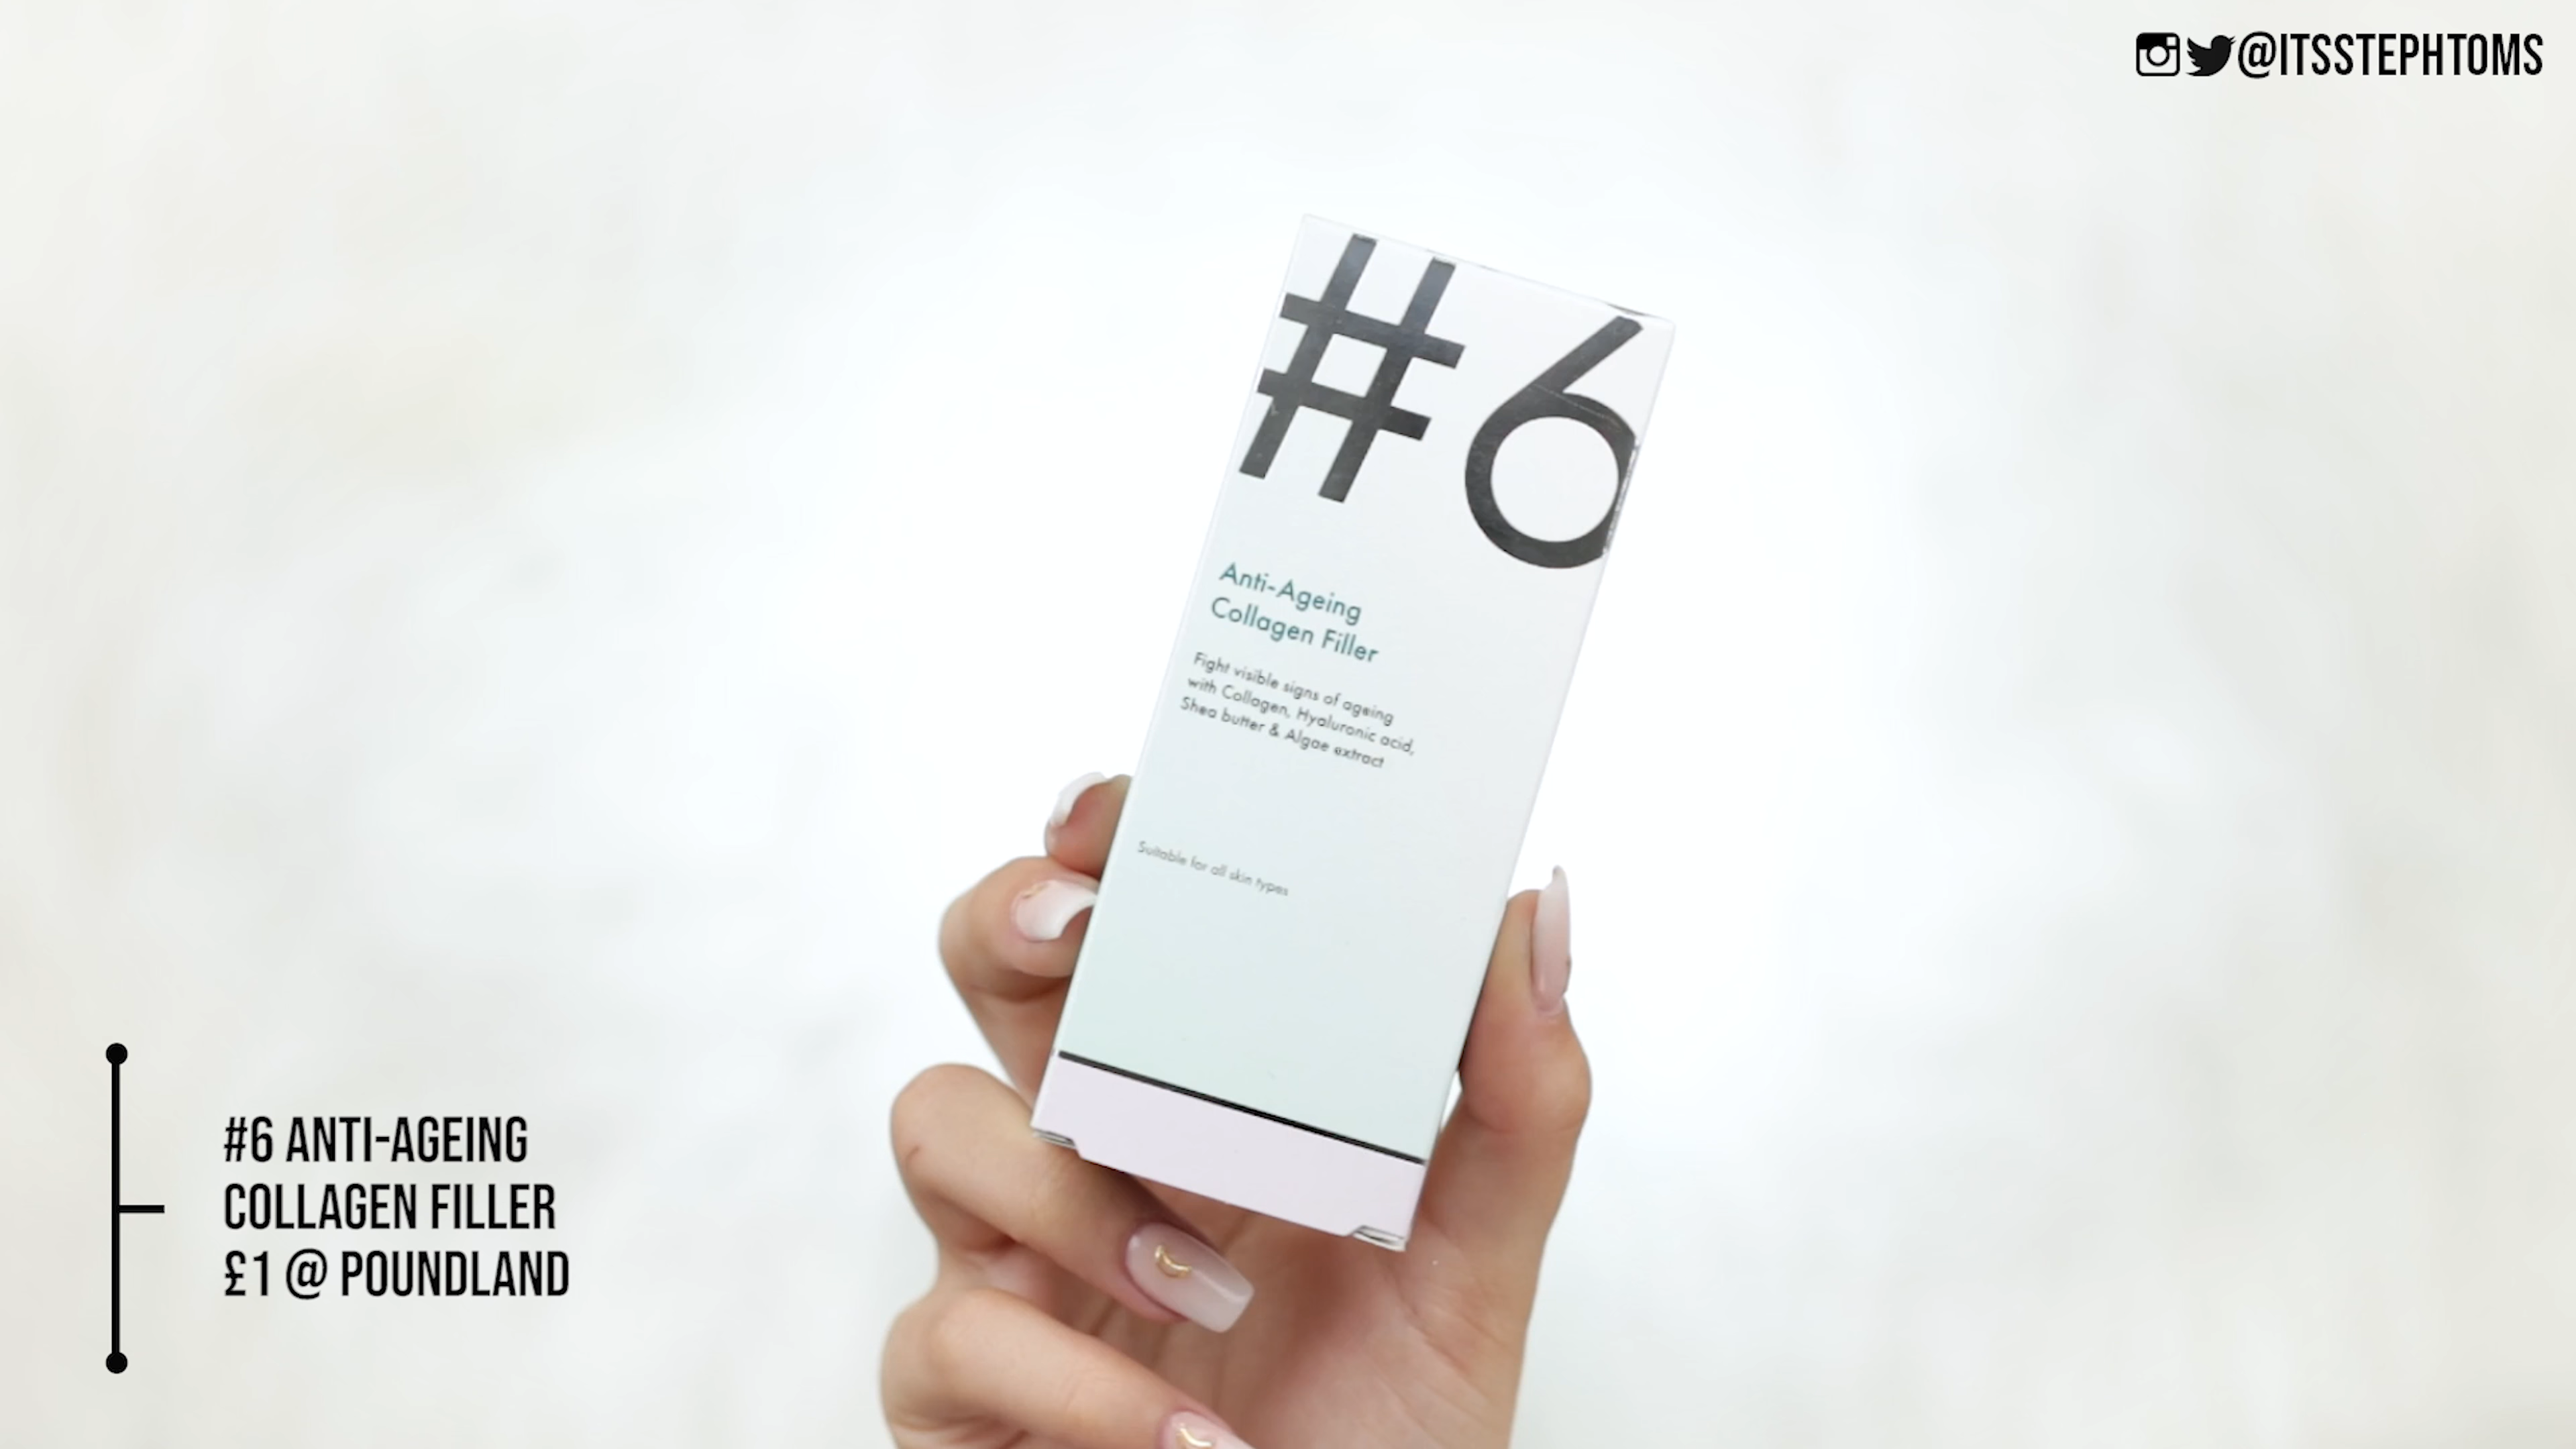 @ITSSTEPHTOMS
#6
Anti-Ageing
Collagen Filler
Fight visible signs of ageing
with Collagen, Hyaluronic acid,
Shea butter & Algae extract
Suitable for all skin types
#6 ANTI-AGEING
COLLAGEN FILLER
£1 @ POUNDLAND